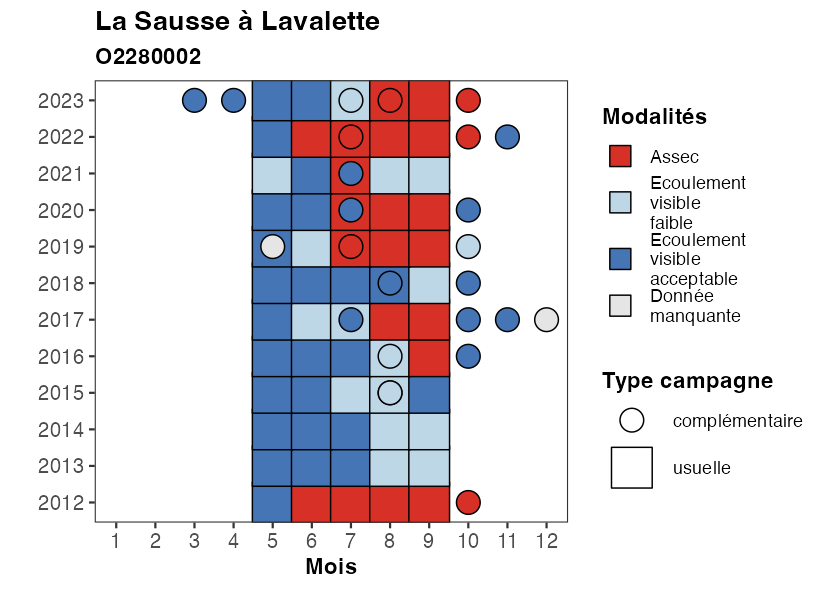 La Sausse à Lavalette
O2280002
2023
2022
2021
2020
2019
2018
2017
2016
2015
2014
2013
2012
1 2 3 4 5 6 7 8 9 10 11 12
Mois
Modalités
Assec
Ecoulement
visible
faible
Ecoulement
visible
acceptable
Donnée
manquante
Type campagne
complémentaire
usuelle